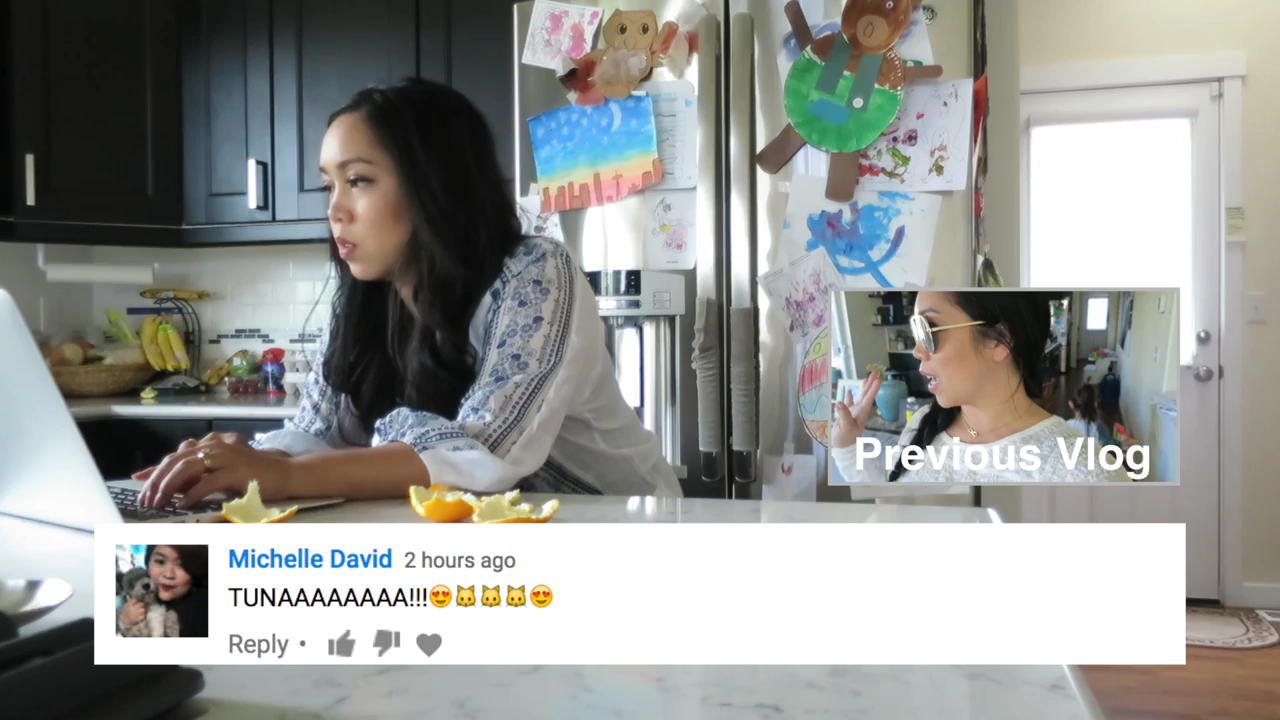 Previous Vlog
Michelle David 2 hours ago
TUNAAAAAAAA!!!😍🐱🐱🐱😍
Reply •